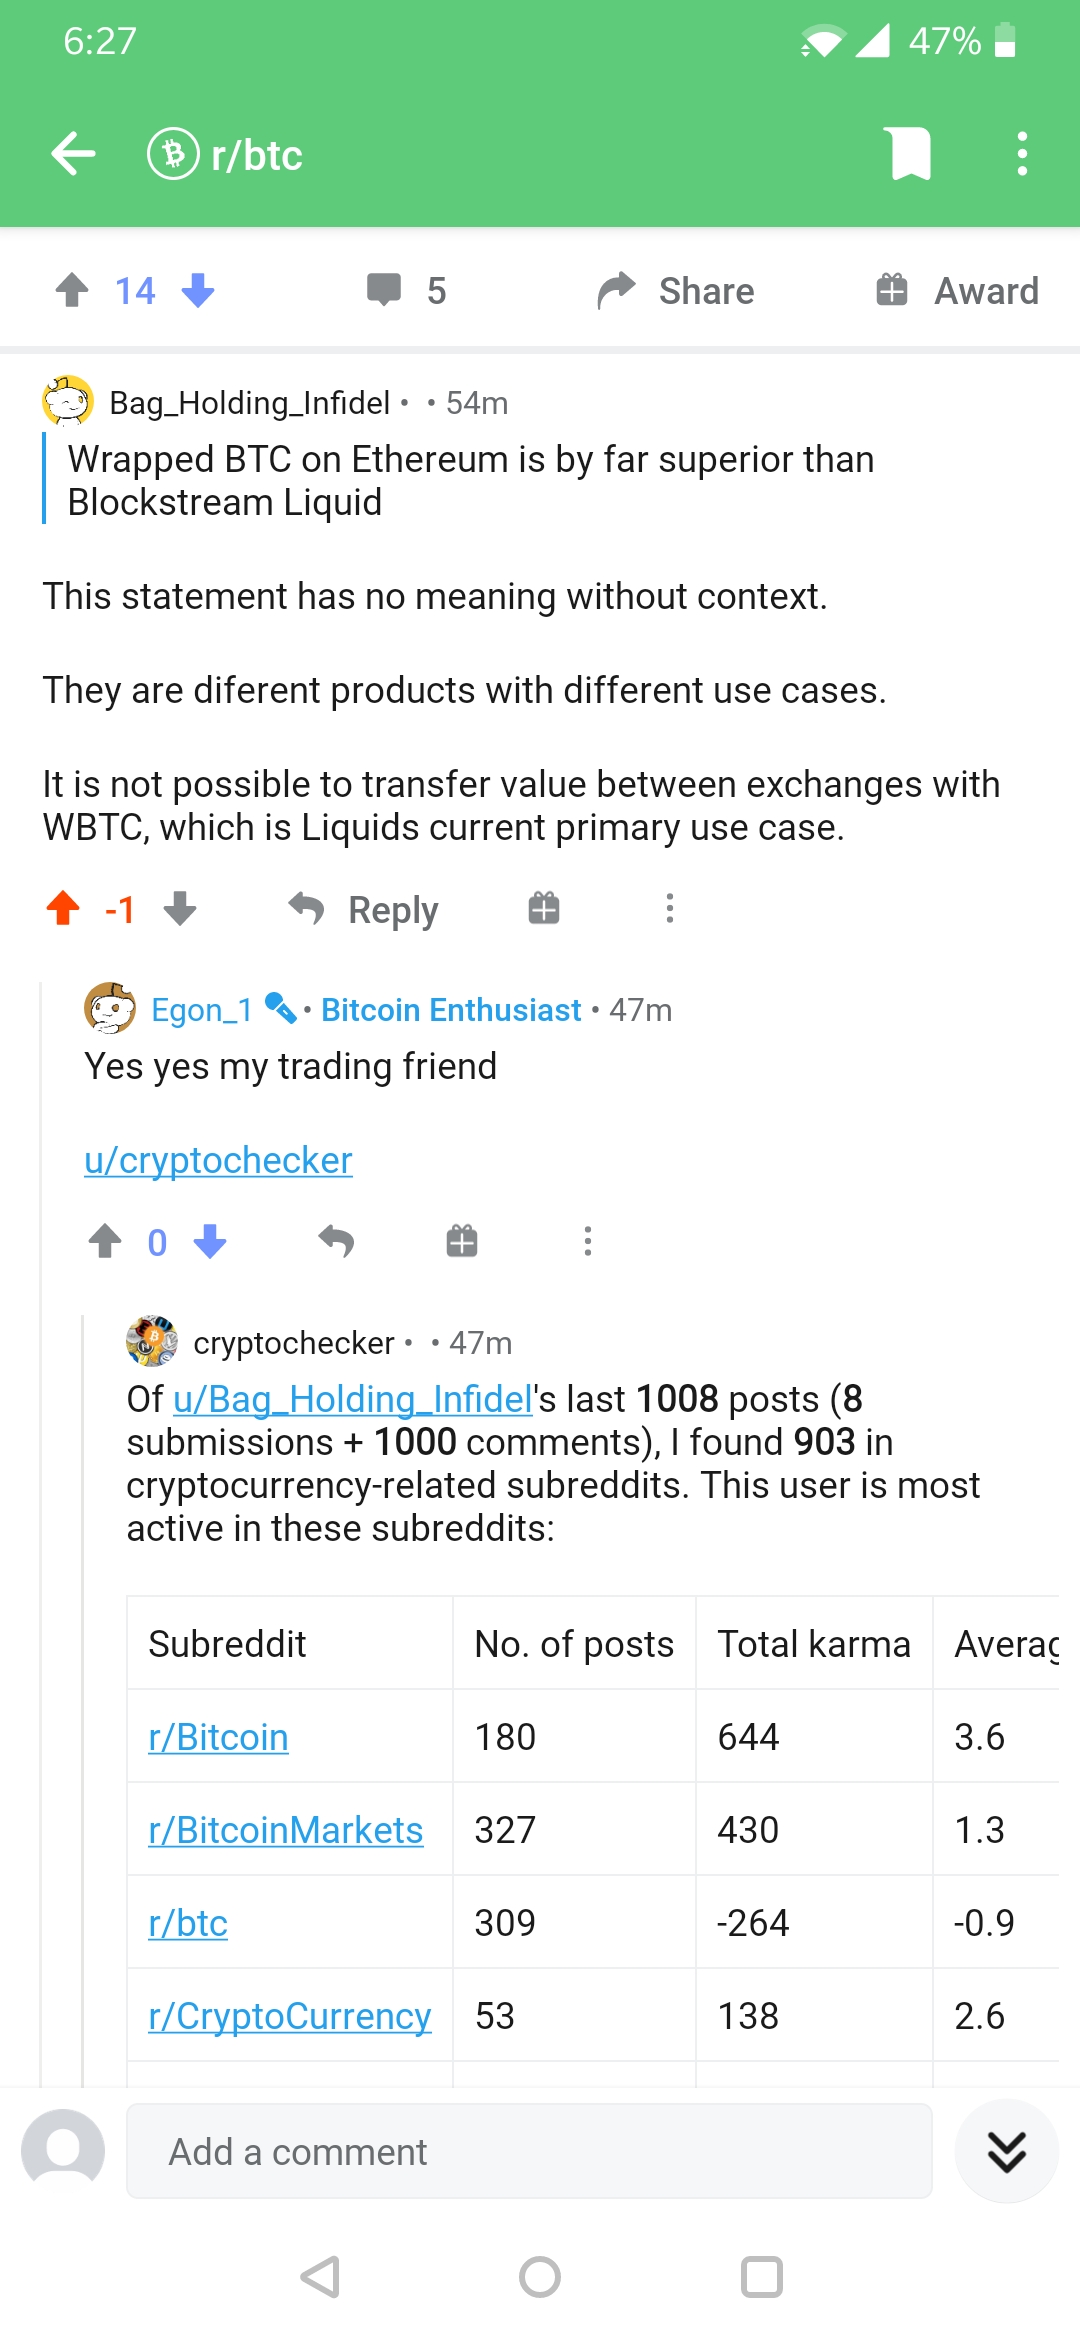 6:27
47%
r/btc
14
5
Share
Award
Bag_Holding_Infidel • • 54m
Wrapped BTC on Ethereum is by far superior than
Blockstream Liquid
This statement has no meaning without context.
They are diferent products with different use cases.
It is not possible to transfer value between exchanges with
WBTC, which is Liquids current primary use case.
-1
Reply
Egon_1 • Bitcoin Enthusiast • 47m
Yes yes my trading friend
u/cryptochecker
0
cryptochecker • • 47m
Of u/Bag_Holding_Infidel's last 1008 posts (8
submissions + 1000 comments), I found 903 in
cryptocurrency-related subreddits. This user is most
active in these subreddits:
Subreddit No. of posts Total karma Averag
r/Bitcoin 180 644 3.6
r/BitcoinMarkets 327 430 1.3
r/btc 309 -264 -0.9
r/CryptoCurrency 53 138 2.6
Add a comment